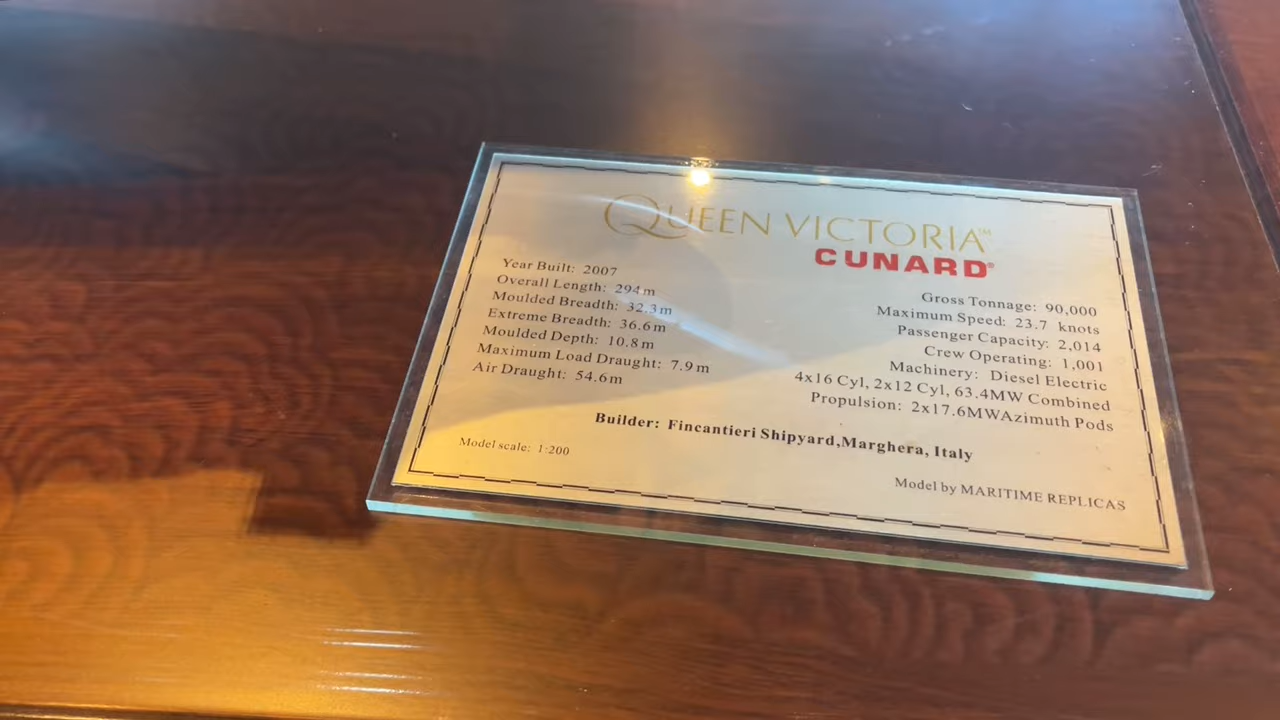 QUEEN VICTORIA™
CUNARD®
Year Built: 2007
Overall Length: 294m
Moulded Breadth: 32.3m
Extreme Breadth: 36.6m
Moulded Depth: 10.8m
Maximum Load Draught: 7.9m
Air Draught: 54.6m
Gross Tonnage: 90,000
Maximum Speed: 23.7 knots
Passenger Capacity: 2,014
Crew Operating: 1,001
Machinery: Diesel Electric
4x16 Cyl, 2x12 Cyl, 63.4MW Combined
Propulsion: 2x17.6MWAzimuth Pods
Builder: Fincantieri Shipyard,Marghera, Italy
Model scale: 1:200
Model by MARITIME REPLICAS